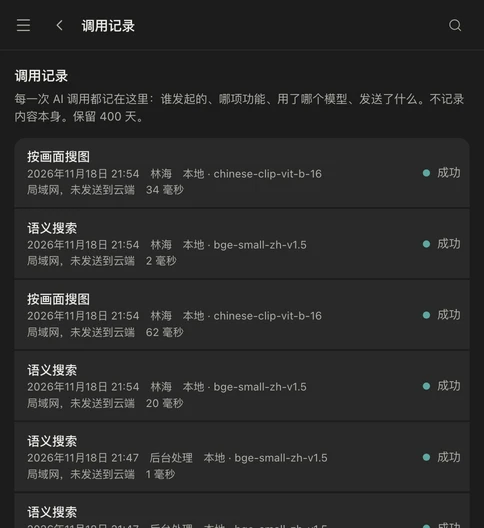 调用记录
调用记录
每一次 AI 调用都记在这里：谁发起的、哪项功能、用了哪个模型、发送了什么。不记录
内容本身。保留 400 天。
按画面搜图
2026年11月18日 21:54 林海 本地 · chinese-clip-vit-b-16
成功
局域网，未发送到云端 34 毫秒
语义搜索
2026年11月18日 21:54 林海 本地 · bge-small-zh-v1.5
成功
局域网，未发送到云端 2 毫秒
按画面搜图
2026年11月18日 21:54 林海 本地 · chinese-clip-vit-b-16
成功
局域网，未发送到云端 62 毫秒
语义搜索
2026年11月18日 21:54 林海 本地 · bge-small-zh-v1.5
成功
局域网，未发送到云端 20 毫秒
语义搜索
2026年11月18日 21:47 后台处理 本地 · bge-small-zh-v1.5
成功
局域网，未发送到云端 1 毫秒
语义搜索